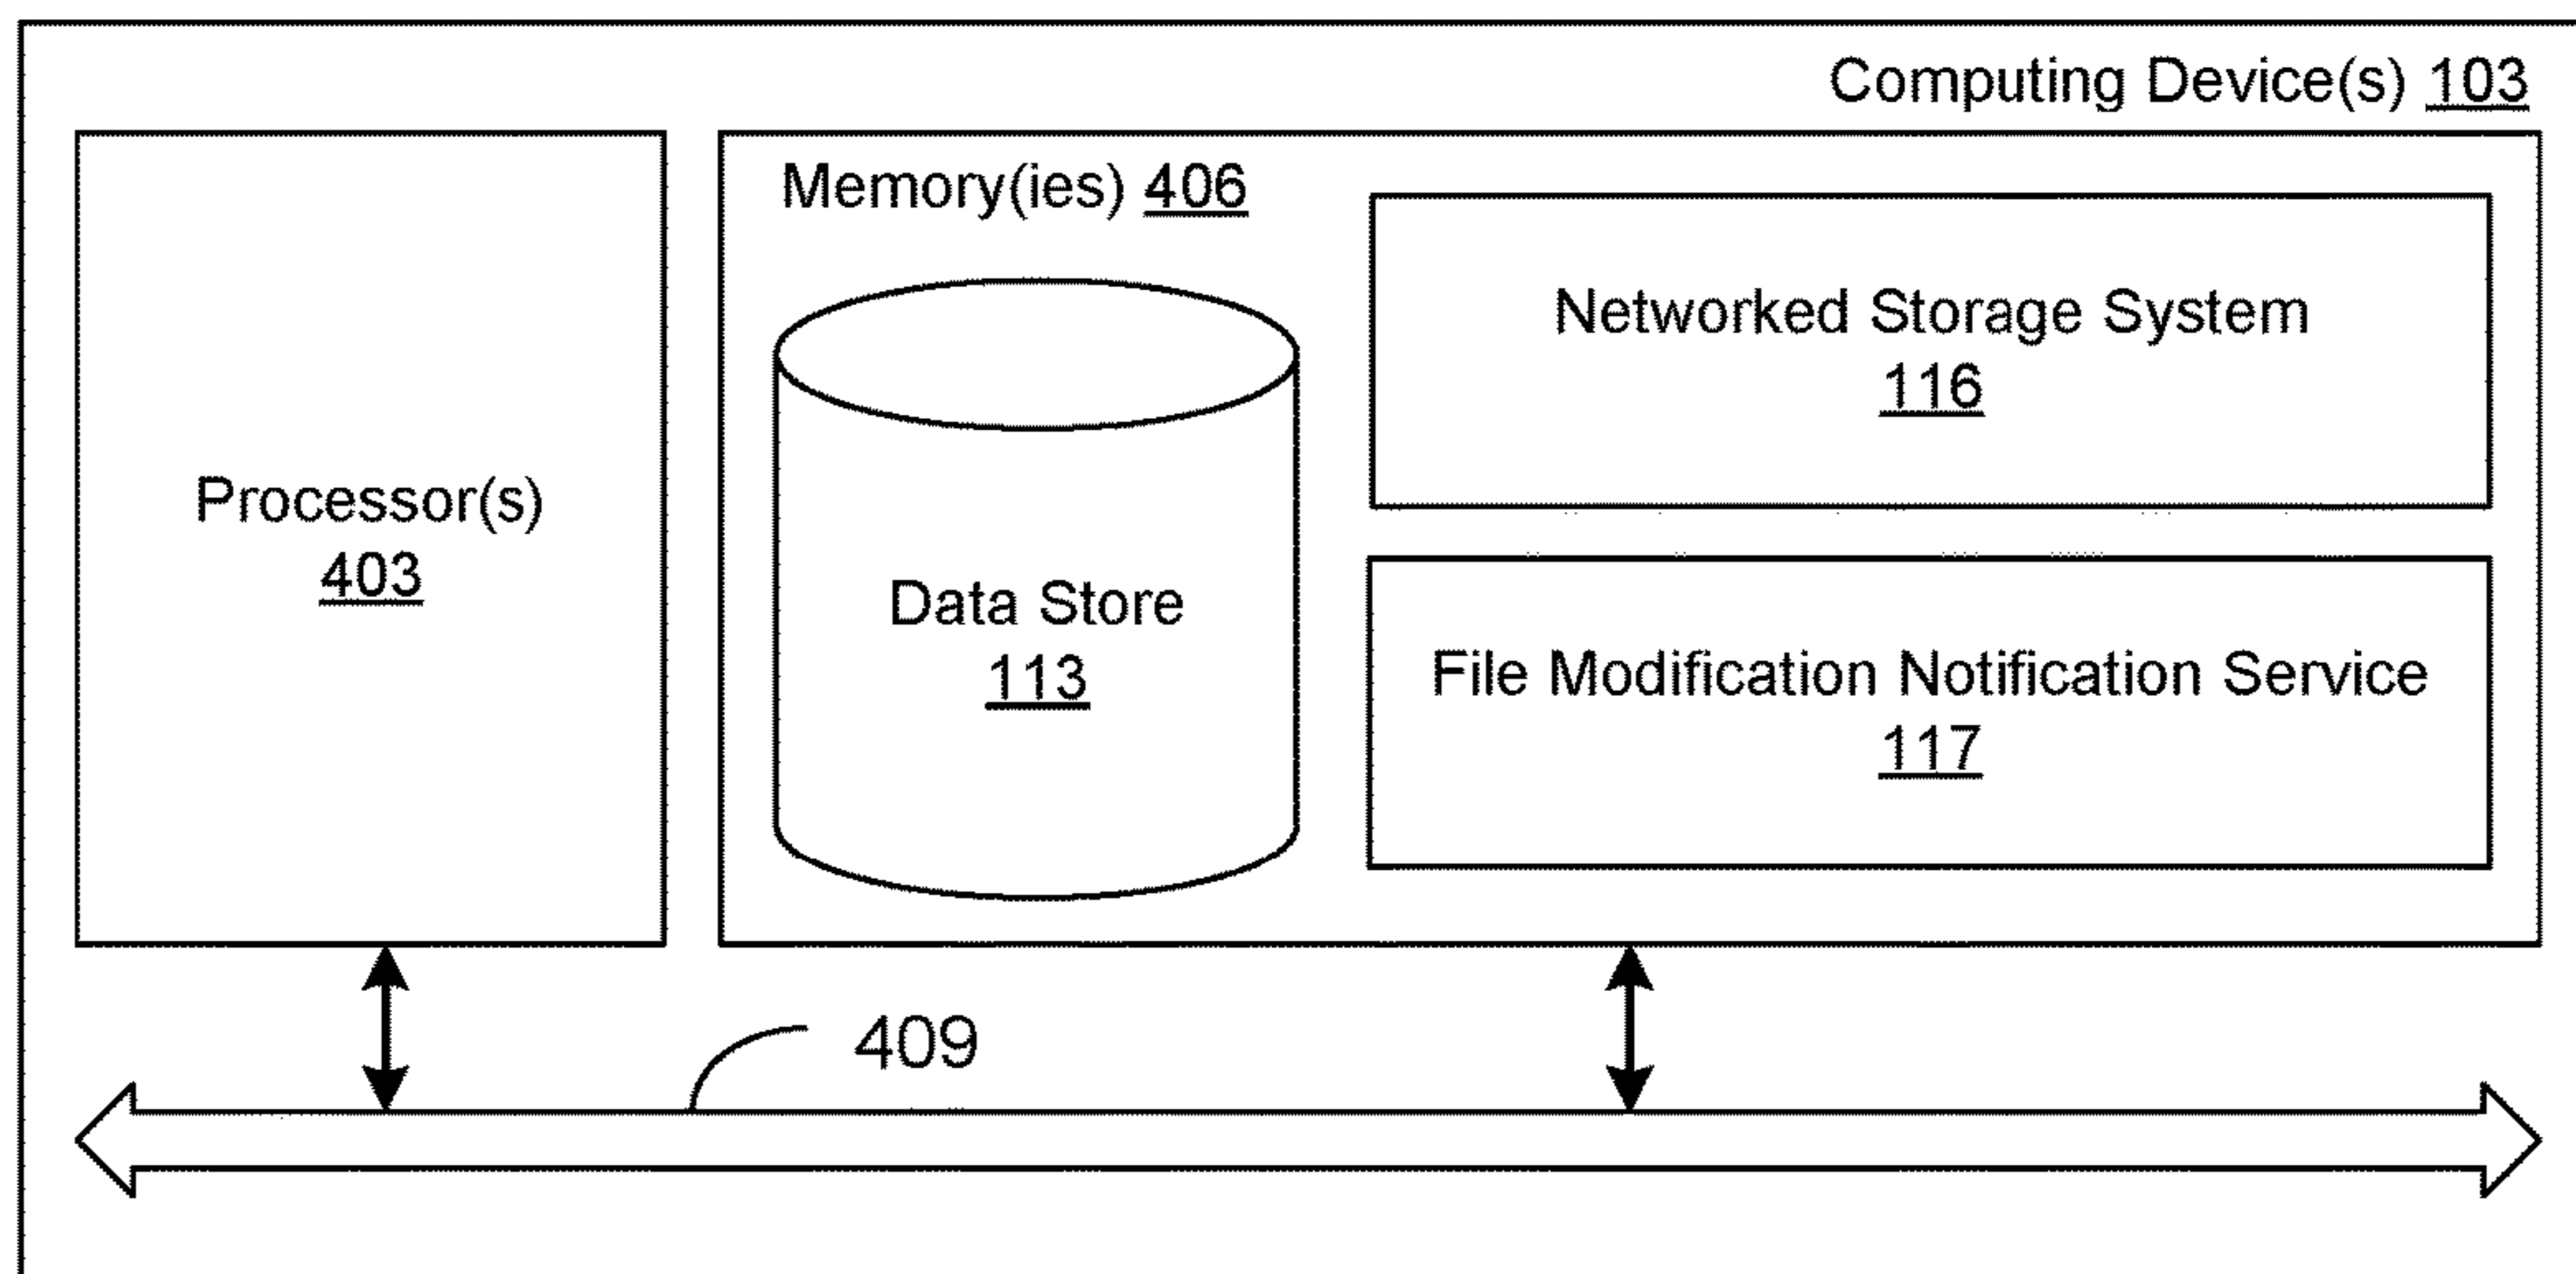 Computing Device(s) 103
Processor(s)
403
Memory(ies) 406
Data Store
113
Networked Storage System
116
File Modification Notification Service
117
409